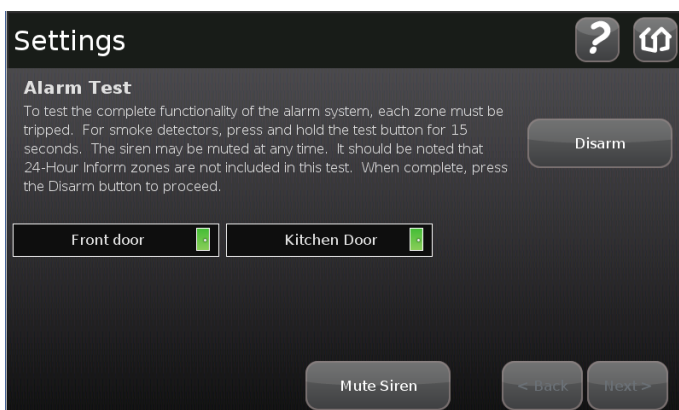 Settings
?
Alarm Test
To test the complete functionality of the alarm system, each zone must be
tripped. For smoke detectors, press and hold the test button for 15
seconds. The siren may be muted at any time. It should be noted that
24-Hour Inform zones are not included in this test. When complete, press
the Disarm button to proceed.
Disarm
Front door
Kitchen Door
Mute Siren
< Back
Next >